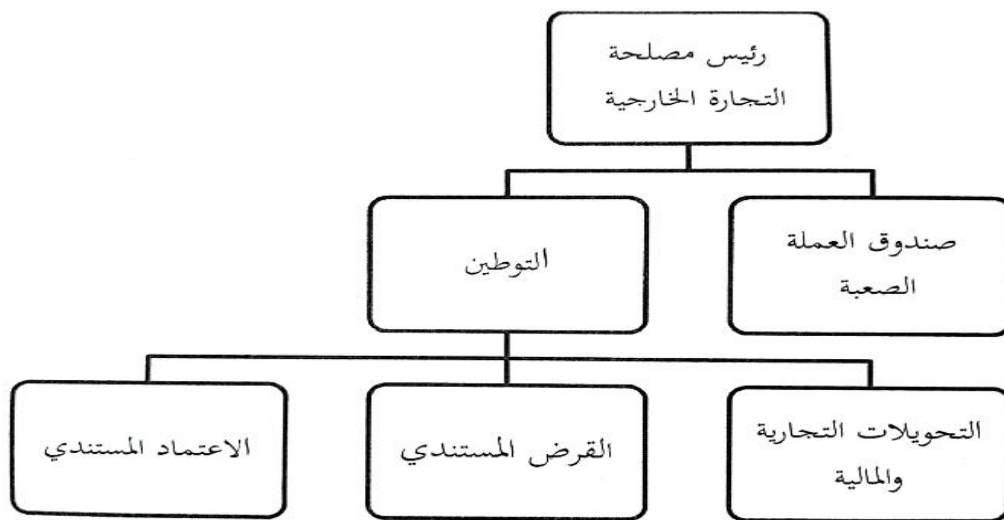 رئيس مصلحة
التجارة الخارجية
صندوق العملة
الصعبة
التوطين
التحويلات التجارية
والمالية
القرض المستندي
الاعتماد المستندي